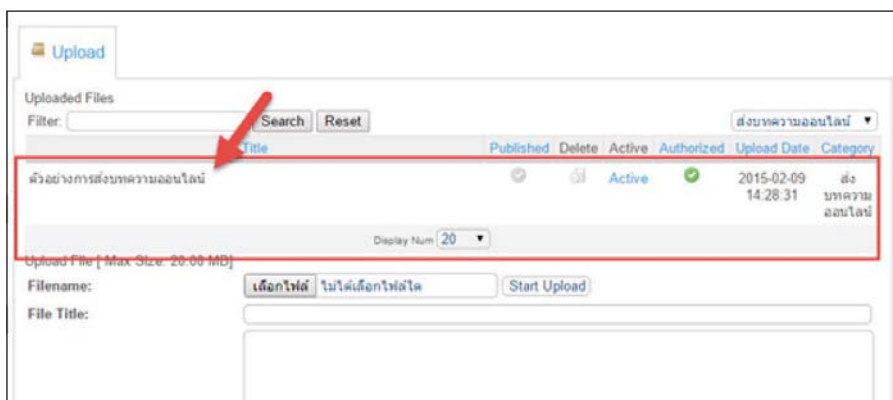 Upload
Uploaded Files
Filter: Search Reset ส่งบทความออนไลน์
Title Published Delete Active Authorized Upload Date Category
ตัวอย่างการส่งบทความออนไลน์ Active 2015-02-09 14:28:31 ส่งบทความออนไลน์
Display Num 20
Upload File [ Max Size: 20.00 MB]
Filename: เลือกไฟล์ ไม่ได้เลือกไฟล์ใด Start Upload
File Title: